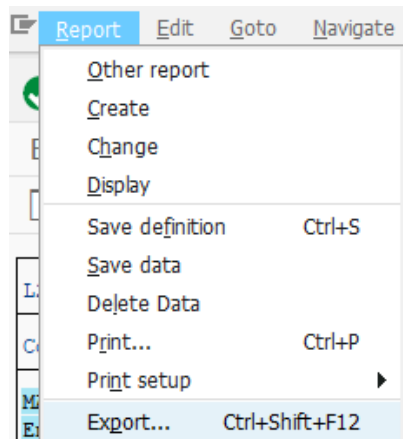 Report Edit Goto Navigate
Other report
Create
Change
Display
Save definition Ctrl+S
Save data
Delete Data
Print... Ctrl+P
Print setup
Export... Ctrl+Shift+F12